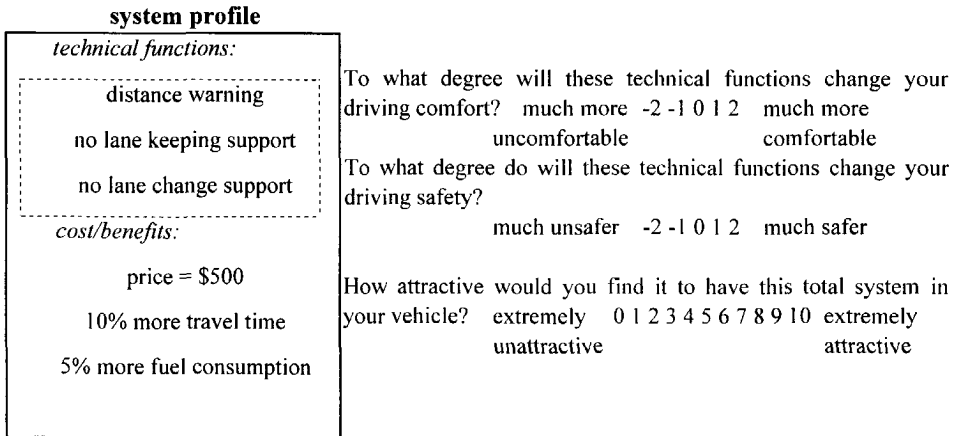 system profile
technical functions:
distance warning
no lane keeping support
no lane change support
cost/benefits:
price = $500
10% more travel time
5% more fuel consumption
To what degree will these technical functions change your
driving comfort? much more -2 -1 0 1 2 much more
uncomfortable comfortable
To what degree do will these technical functions change your
driving safety?
much unsafer -2 -1 0 1 2 much safer
How attractive would you find it to have this total system in
your vehicle? extremely 0 1 2 3 4 5 6 7 8 9 10 extremely
unattractive attractive